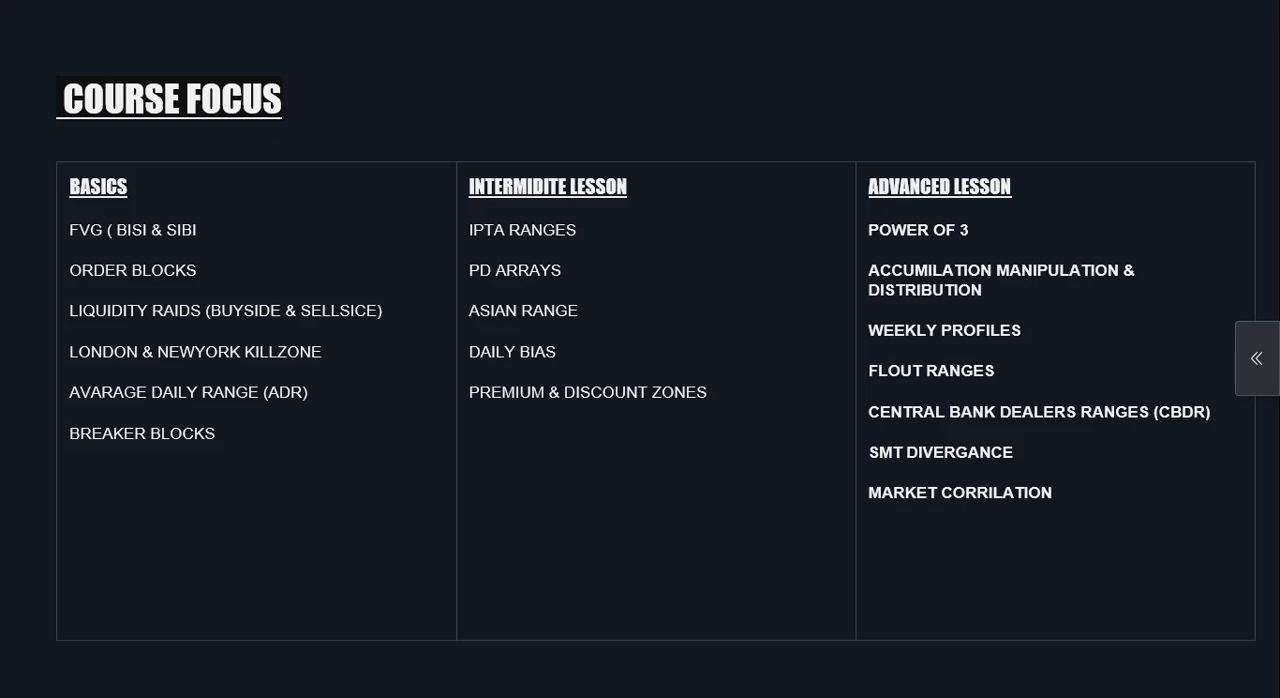 COURSE FOCUS
BASICS
FVG ( BISI & SIBI
ORDER BLOCKS
LIQUIDITY RAIDS (BUYSIDE & SELLSICE)
LONDON & NEWYORK KILLZONE
AVARAGE DAILY RANGE (ADR)
BREAKER BLOCKS
INTERMIDITE LESSON
IPTA RANGES
PD ARRAYS
ASIAN RANGE
DAILY BIAS
PREMIUM & DISCOUNT ZONES
ADVANCED LESSON
POWER OF 3
ACCUMILATION MANIPULATION &
DISTRIBUTION
WEEKLY PROFILES
FLOUT RANGES
CENTRAL BANK DEALERS RANGES (CBDR)
SMT DIVERGANCE
MARKET CORRILATION